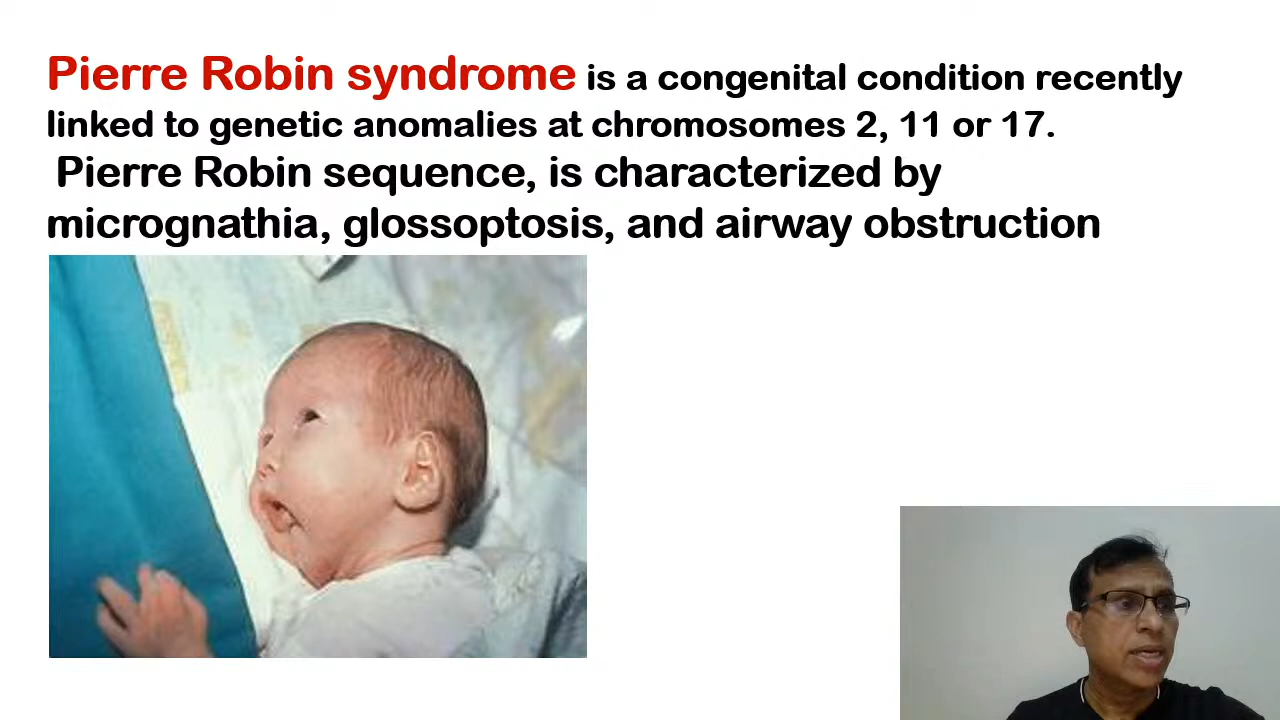 Pierre Robin syndrome is a congenital condition recently
linked to genetic anomalies at chromosomes 2, 11 or 17.
Pierre Robin sequence, is characterized by
micrognathia, glossoptosis, and airway obstruction